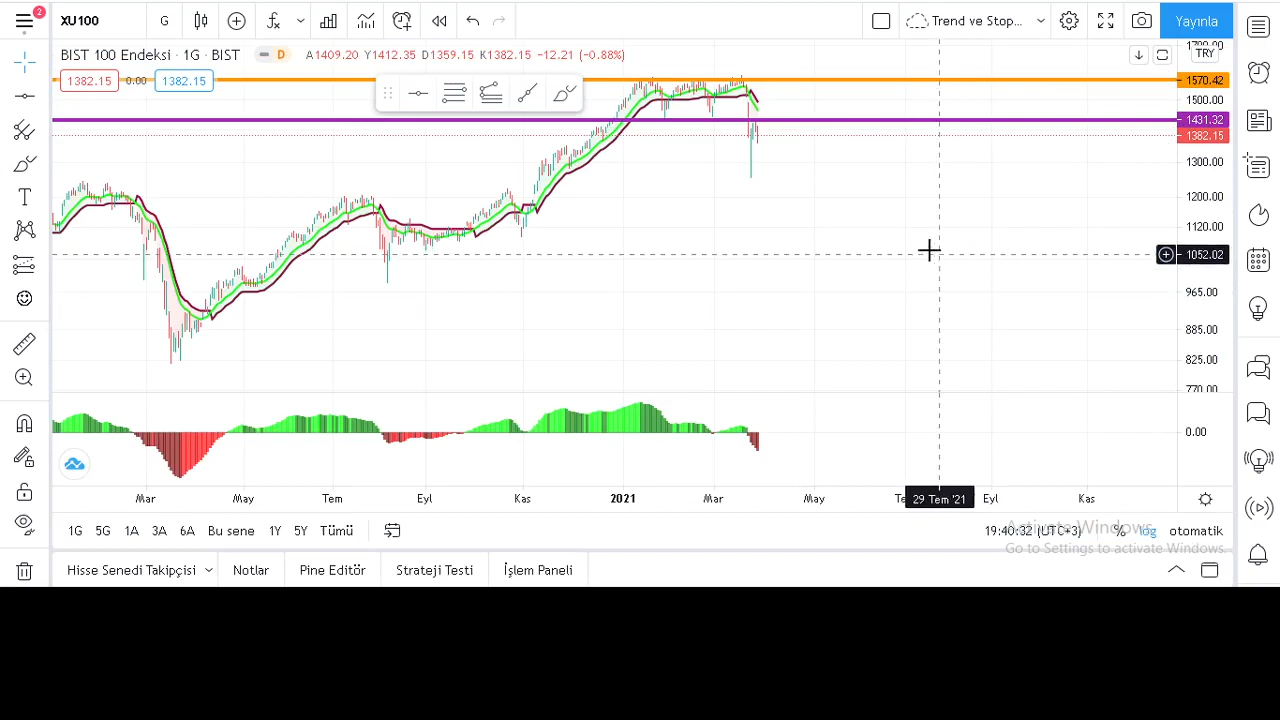 2
XU100
G
Trend ve Stop...
Yayınla
BIST 100 Endeksi · 1G · BIST
D
A1409.20 Y1412.35 D1359.15 K1382.15 −12.21 (−0.88%)
1382.15
0.00
1382.15
1700.00
TRY
1570.42
1500.00
1431.32
1382.15
1300.00
1200.00
1120.00
1052.02
965.00
885.00
825.00
770.00
0.00
Mar
May
Tem
Eyl
Kas
2021
Mar
May
29 Tem '21
Eyl
Kas
1G 5G 1A 3A 6A Bu sene 1Y 5Y Tümü
19:40:32 (UTC+3)
%
log
otomatik
Activate Windows
Go to Settings to activate Windows.
Hisse Senedi Takipçisi
Notlar
Pine Editör
Strateji Testi
İşlem Paneli